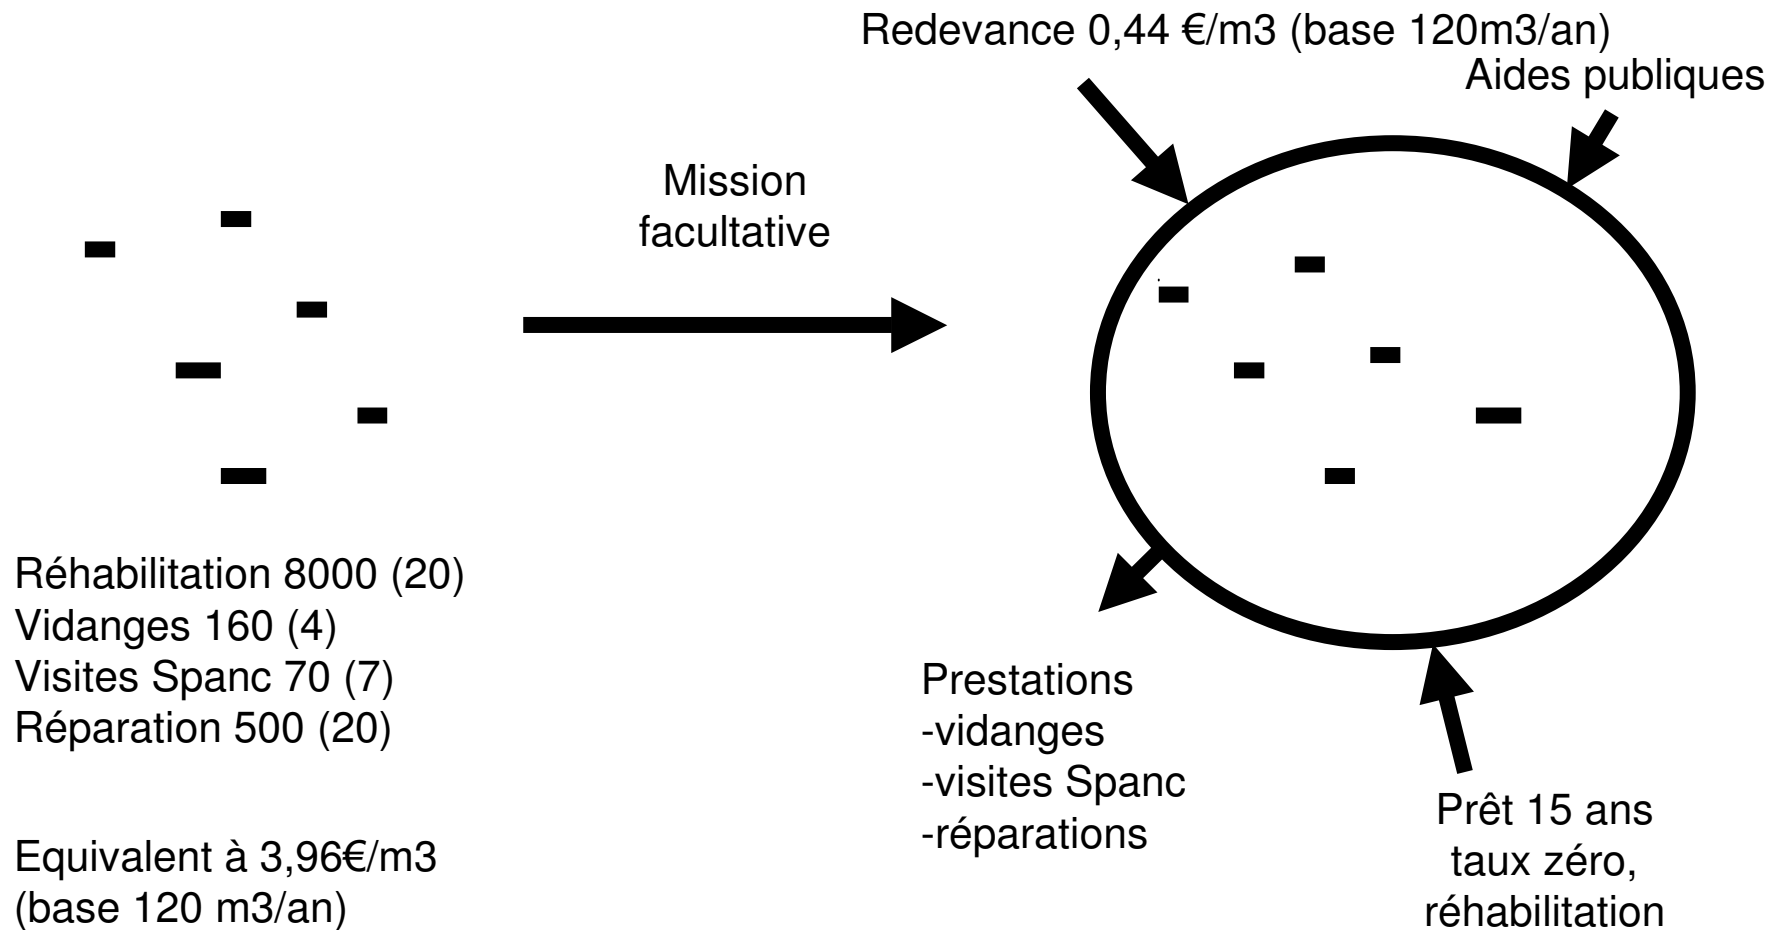 Redevance 0,44 €/m3 (base 120m3/an)
Aides publiques
Mission
facultative
Réhabilitation 8000 (20)
Vidanges 160 (4)
Visites Spanc 70 (7)
Réparation 500 (20)
Equivalent à 3,96€/m3
(base 120 m3/an)
Prestations
-vidanges
-visites Spanc
-réparations
Prêt 15 ans
taux zéro,
réhabilitation